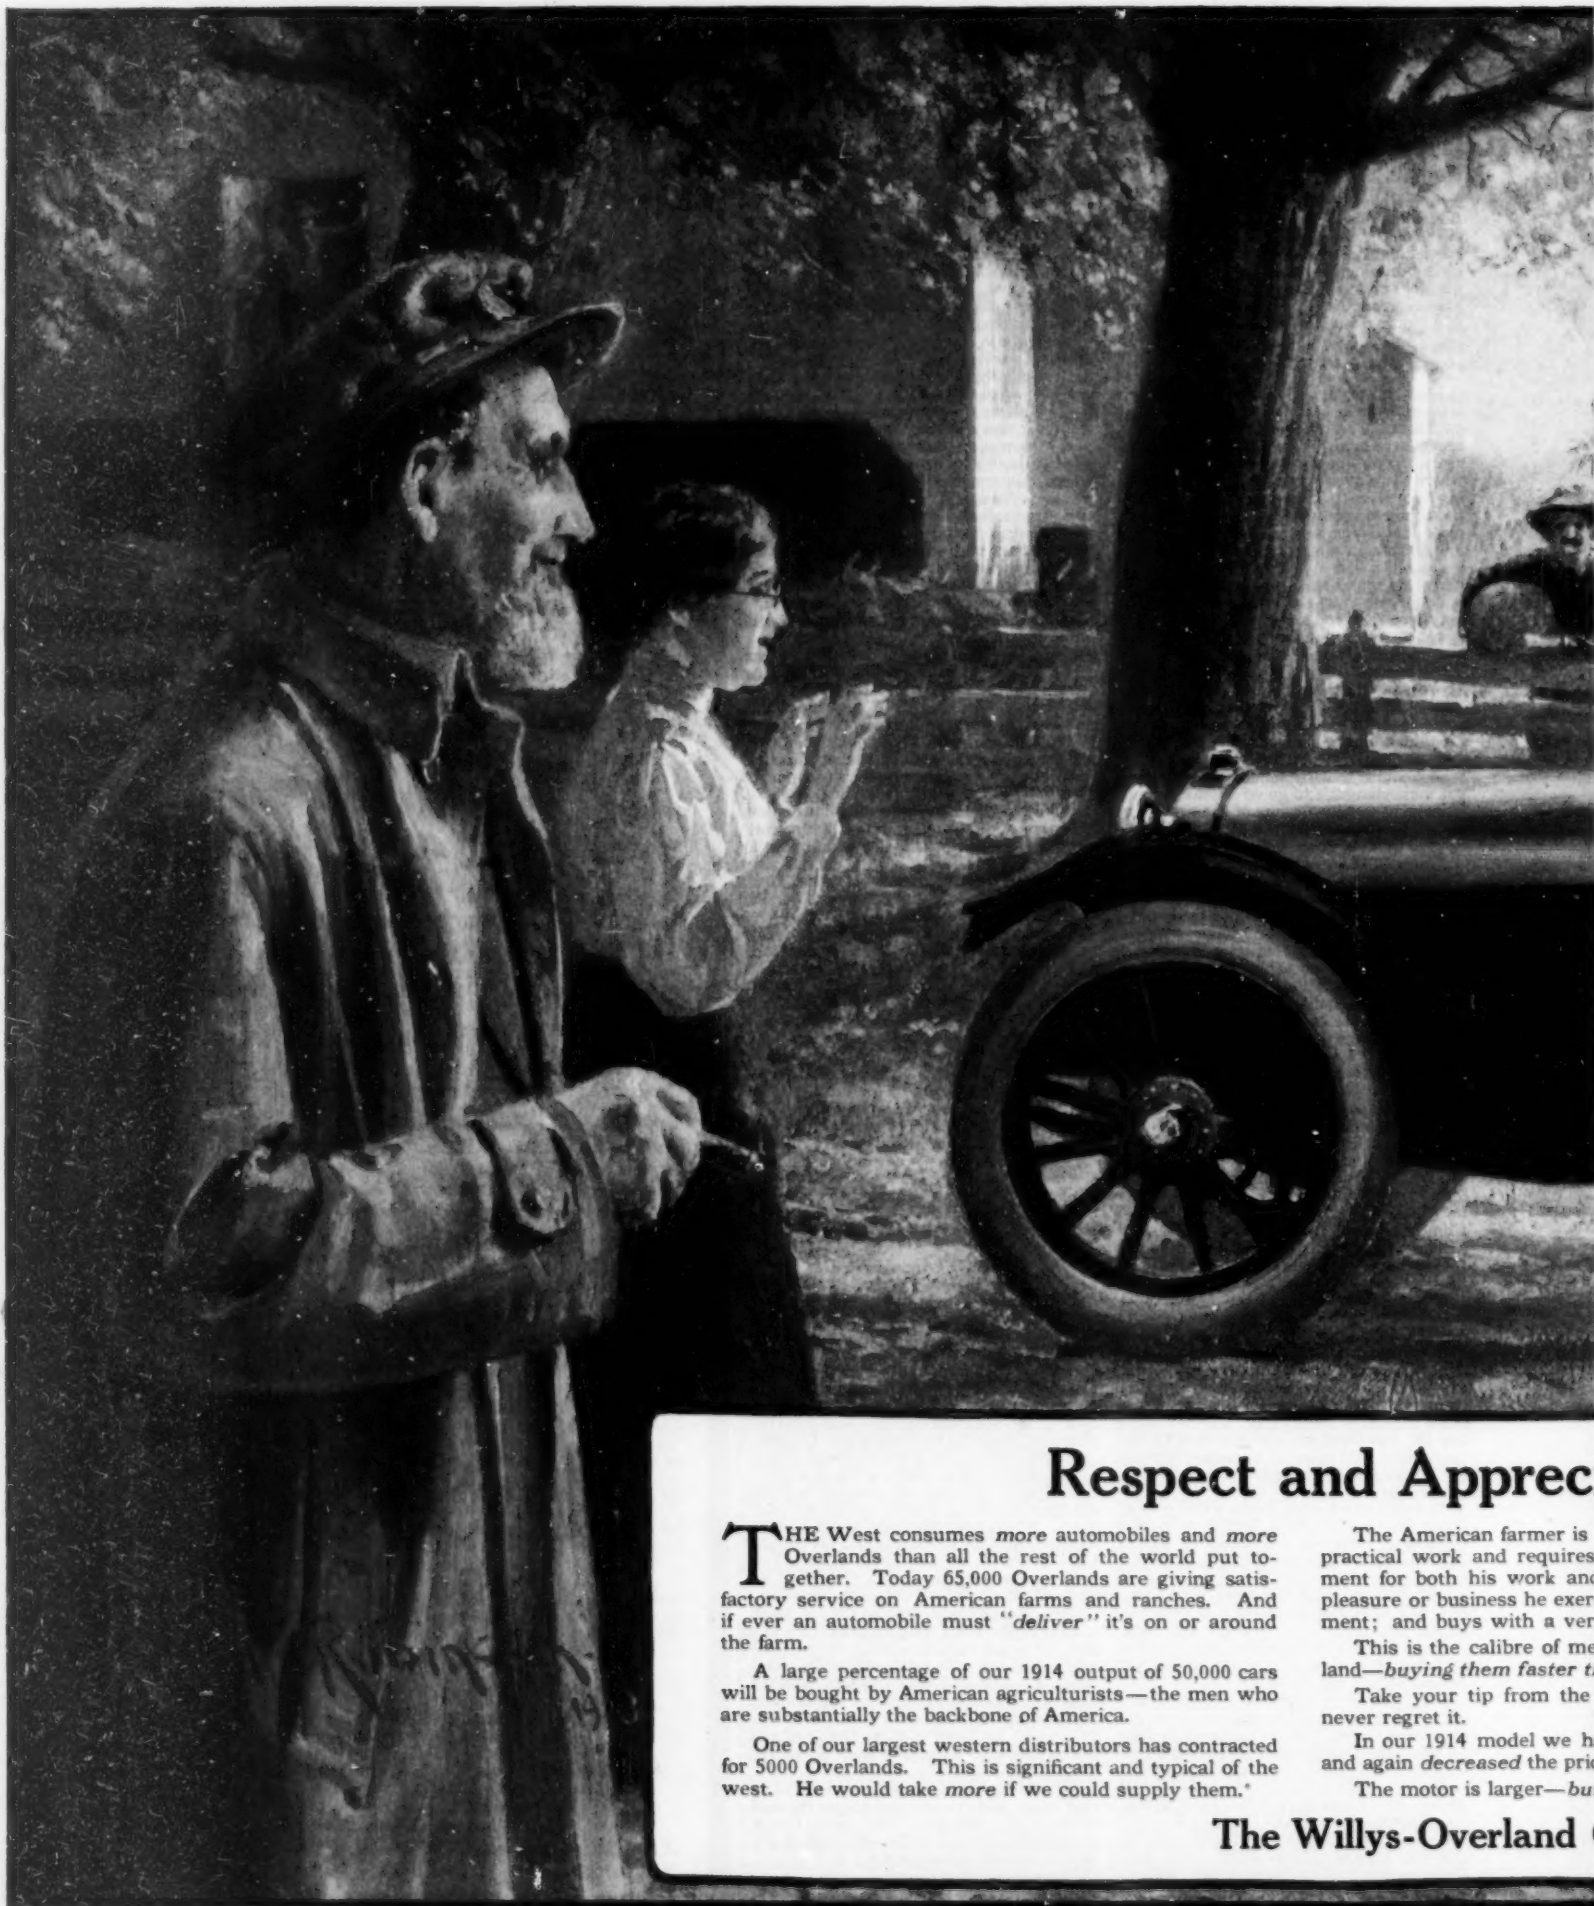 Respect and Apprec
THE West consumes more automobiles and more
Overlands than all the rest of the world put to-
gether. Today 65,000 Overlands are giving satis-
factory service on American farms and ranches. And
if ever an automobile must "deliver" it's on or around
the farm.
A large percentage of our 1914 output of 50,000 cars
will be bought by American agriculturists—the men who
are substantially the backbone of America.
One of our largest western distributors has contracted
for 5000 Overlands. This is significant and typical of the
west. He would take more if we could supply them.
The American farmer is
practical work and requires
ment for both his work and
pleasure or business he exer
ment; and buys with a ver
This is the calibre of me
land—buying them faster t
Take your tip from the
never regret it.
In our 1914 model we h
and again decreased the pri
The motor is larger—bu
The Willys-Overland